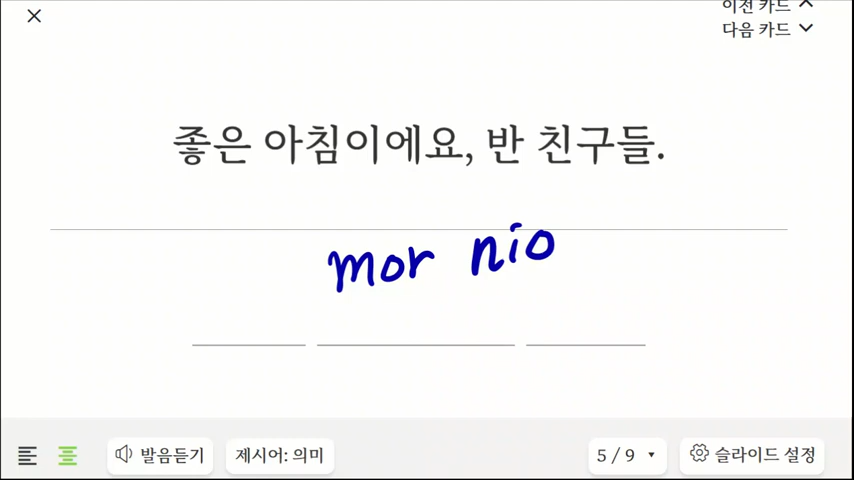 이전 카드
다음 카드
좋은 아침이에요, 반 친구들.
mor nio
발음듣기
제시어: 의미
5 / 9
슬라이드 설정